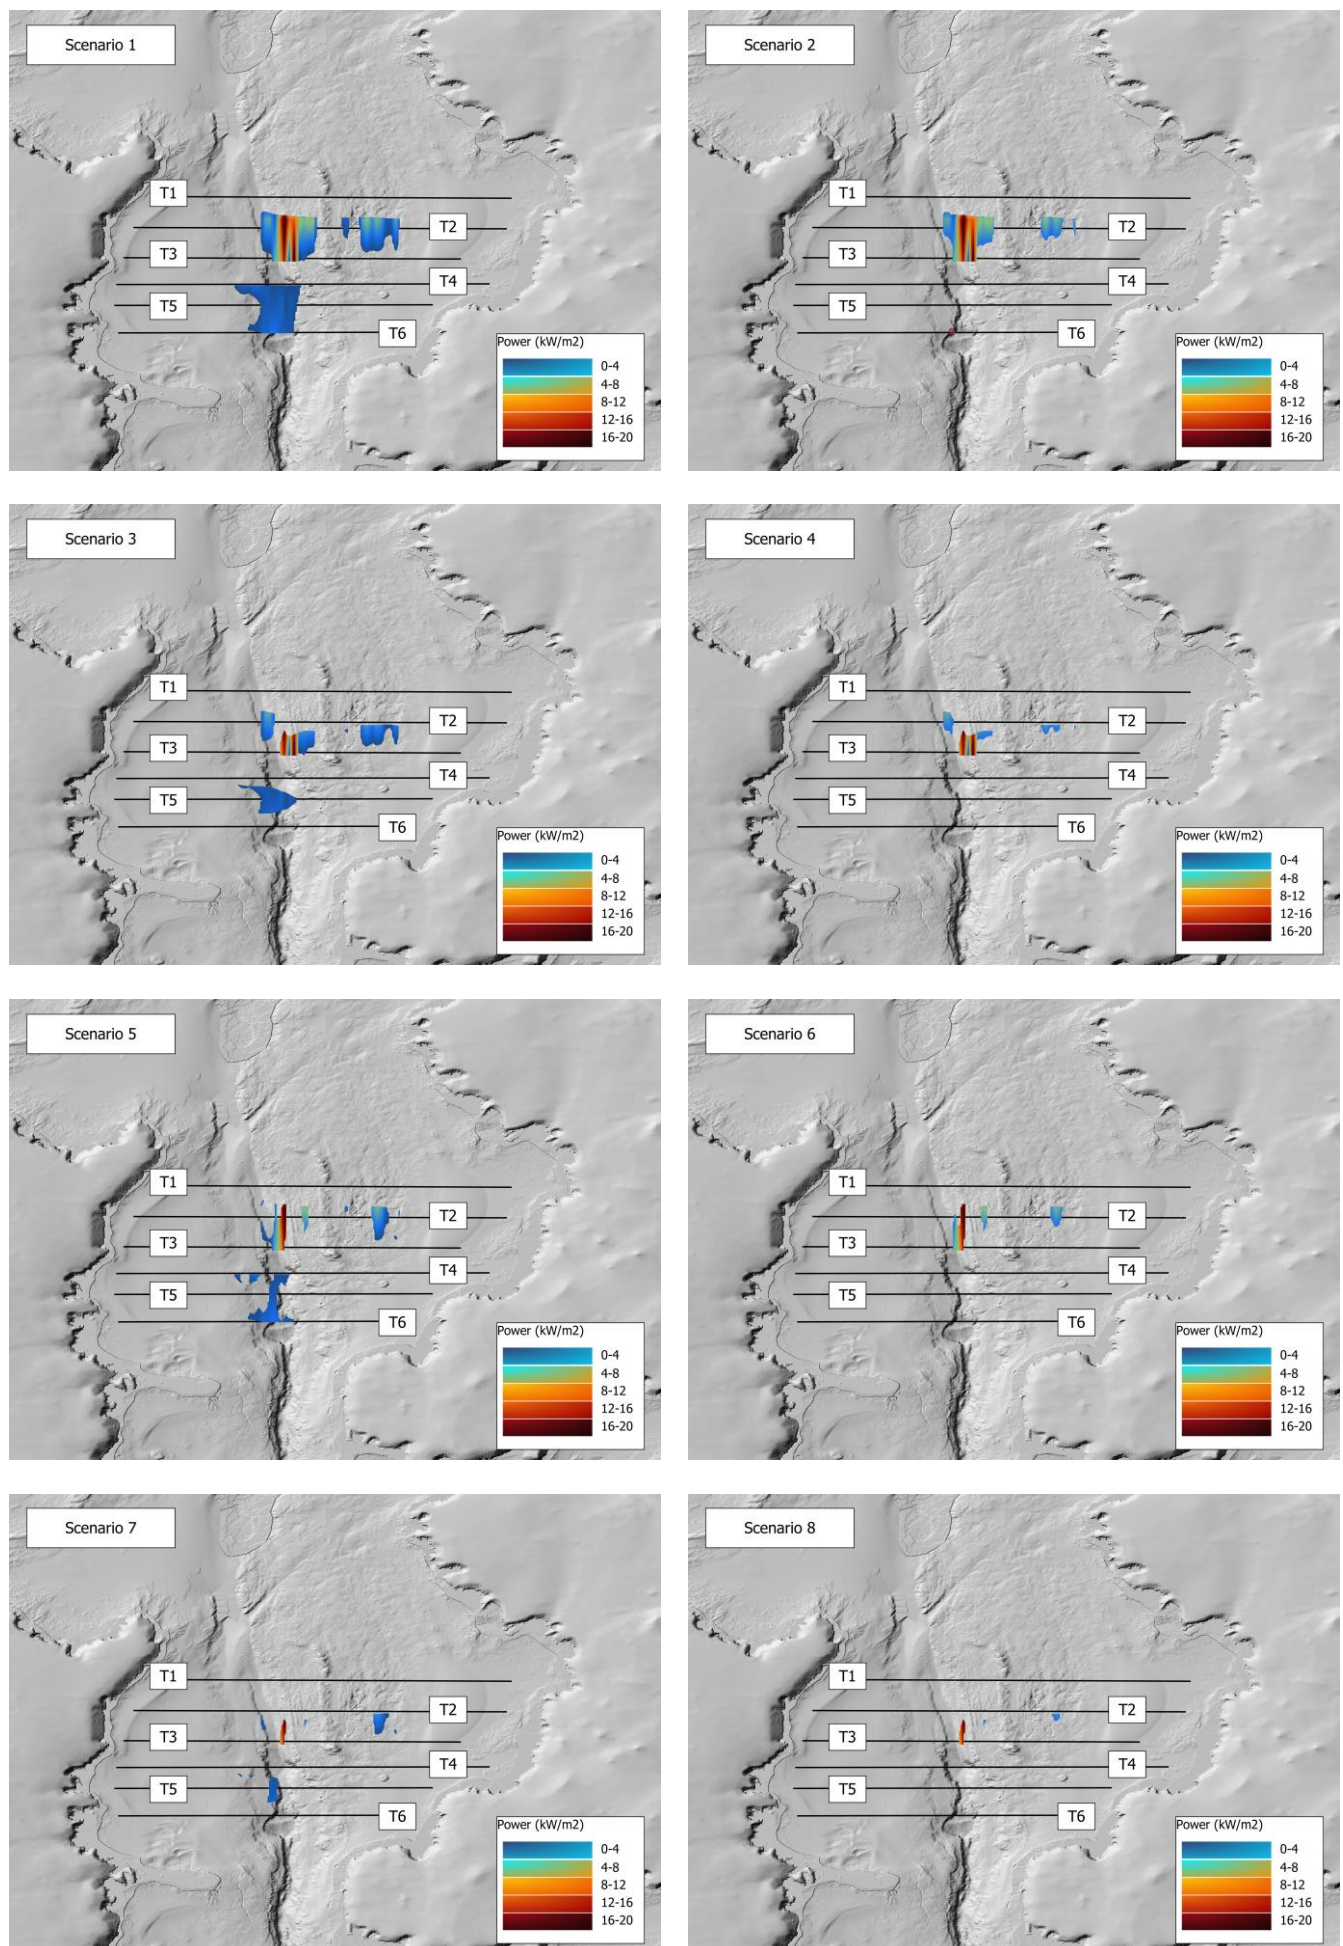 Scenario 1
T1
T2
T3
T4
T5
T6
Power (kW/m2)
0-4
4-8
8-12
12-16
16-20
Scenario 2
T1
T2
T3
T4
T5
T6
Power (kW/m2)
0-4
4-8
8-12
12-16
16-20
Scenario 3
T1
T2
T3
T4
T5
T6
Power (kW/m2)
0-4
4-8
8-12
12-16
16-20
Scenario 4
T1
T2
T3
T4
T5
T6
Power (kW/m2)
0-4
4-8
8-12
12-16
16-20
Scenario 5
T1
T2
T3
T4
T5
T6
Power (kW/m2)
0-4
4-8
8-12
12-16
16-20
Scenario 6
T1
T2
T3
T4
T5
T6
Power (kW/m2)
0-4
4-8
8-12
12-16
16-20
Scenario 7
T1
T2
T3
T4
T5
T6
Power (kW/m2)
0-4
4-8
8-12
12-16
16-20
Scenario 8
T1
T2
T3
T4
T5
T6
Power (kW/m2)
0-4
4-8
8-12
12-16
16-20